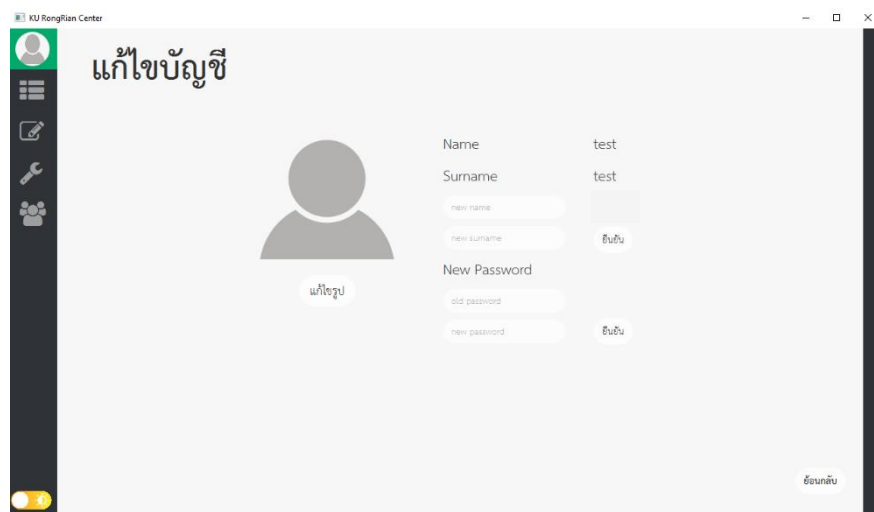 KU RongRian Center
แก้ไขบัญชี
Name test
Surname test
new name
new surname ยืนยัน
New Password
แก้ไขรูป
old password
new password ยืนยัน
ย้อนกลับ